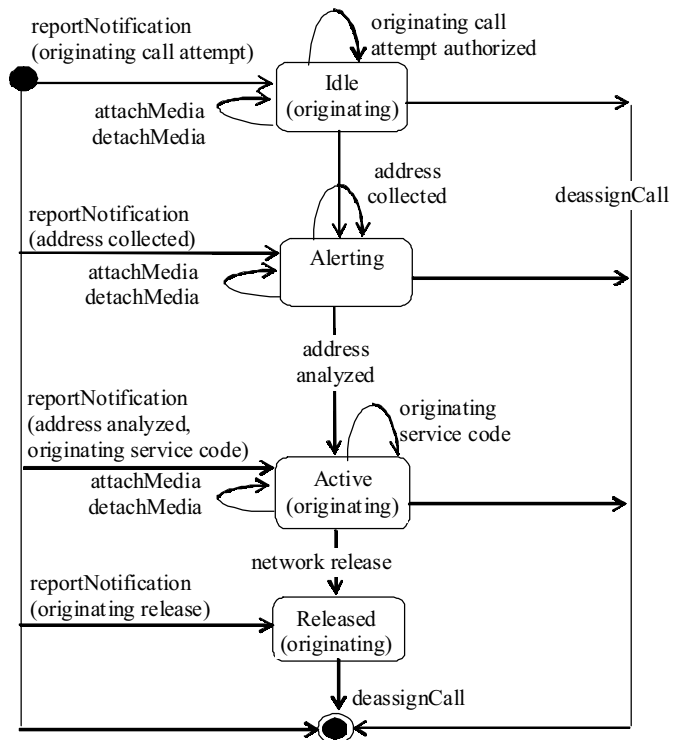 reportNotification
(originating call attempt)
originating call
attempt authorized
Idle
(originating)
attachMedia
detachMedia
address
collected
deassignCall
reportNotification
(address collected)
Alerting
attachMedia
detachMedia
address
analyzed
reportNotification
(address analyzed,
originating service code)
originating
service code
attachMedia
detachMedia
Active
(originating)
network release
reportNotification
(originating release)
Released
(originating)
deassignCall